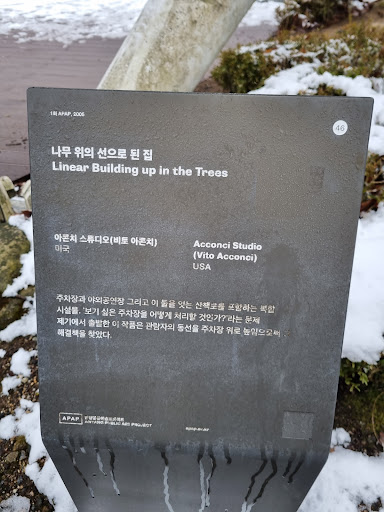 1회 APAP, 2005
46
나무 위의 선으로 된 집
Linear Building up in the Trees
아콘치 스튜디오(비토 아콘치)
미국
Acconci Studio
(Vito Acconci)
USA
주차장과 야외공연장 그리고 이 둘을 잇는 산책로를 포함하는 복합
시설물. '보기 싫은 주차장을 어떻게 처리할 것인가?'라는 문제
제기에서 출발한 이 작품은 관람자의 동선을 주차장 위로 높임으로써
해결책을 찾았다.
APAP
안양공공예술프로젝트
ANYANG PUBLIC ART PROJECT